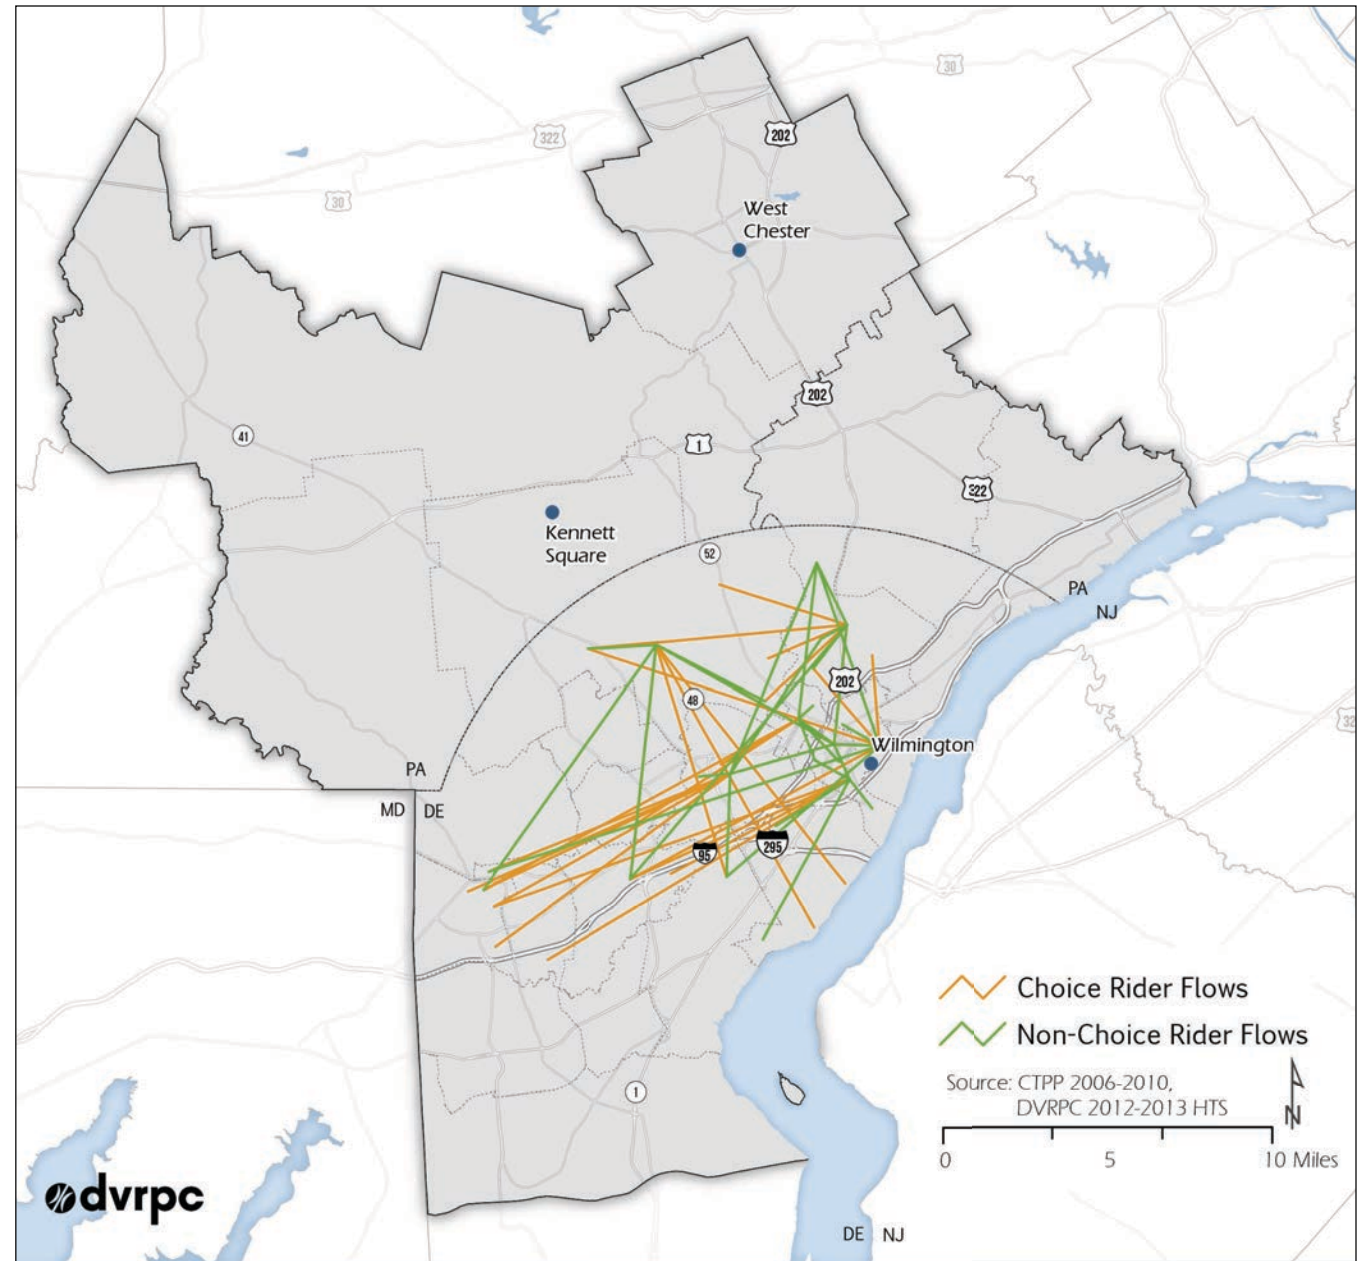 30
322
202
30
West
Chester
202
41
1
322
Kennett
Square
52
PA
NJ
202
48
Wilmington
PA
MD
DE
95
295
Choice Rider Flows
Non-Choice Rider Flows
Source: CTPP 2006-2010,
DVRPC 2012-2013 HTS
N
1
0
5
10 Miles
dvrpc
DE
NJ